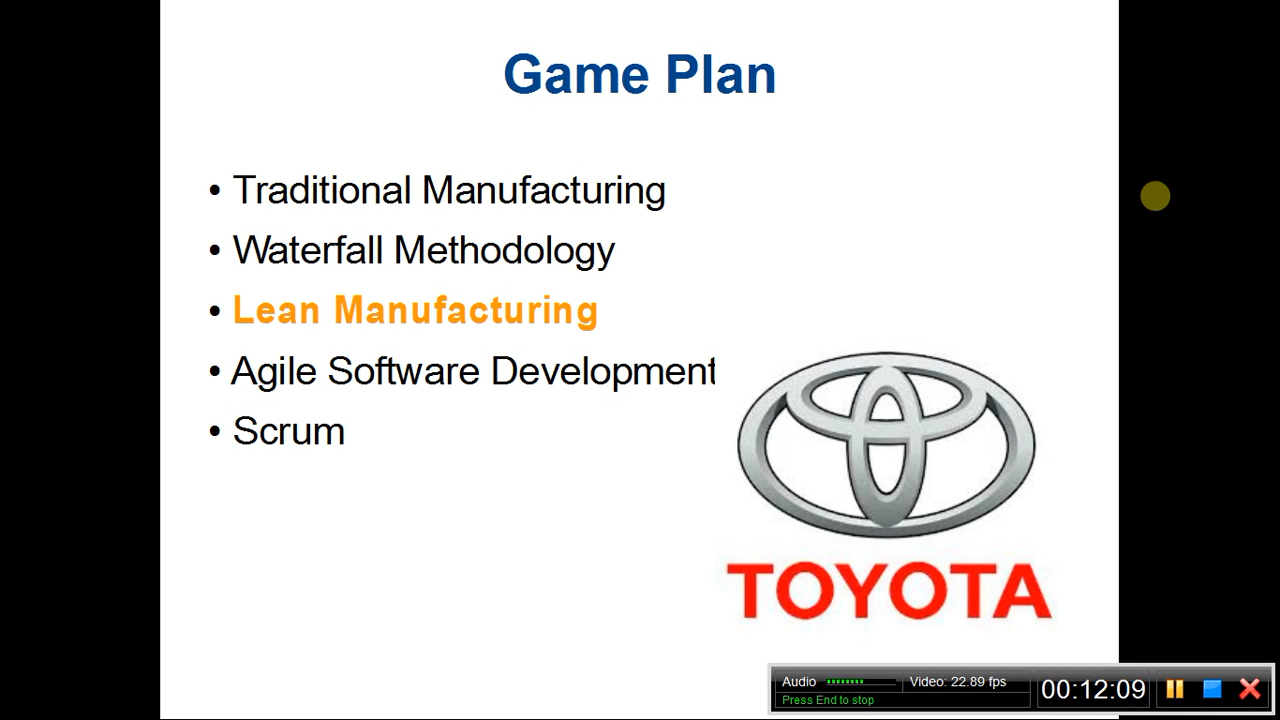 Game Plan
• Traditional Manufacturing
• Waterfall Methodology
• Lean Manufacturing
• Agile Software Development
• Scrum
TOYOTA
Audio
Video: 22.89 fps
Press End to stop
00:12:09